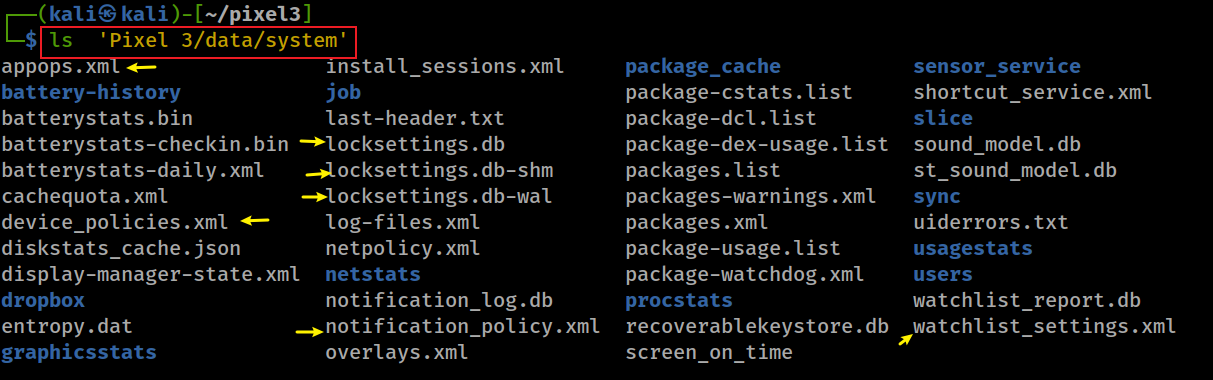 ┌──(kali㉿kali)-[~/pixel3]
└─$ ls  'Pixel 3/data/system'
appops.xml install_sessions.xml package_cache sensor_service
battery-history job package-cstats.list shortcut_service.xml
batterystats.bin last-header.txt package-dcl.list slice
batterystats-checkin.bin locksettings.db package-dex-usage.list sound_model.db
batterystats-daily.xml locksettings.db-shm packages.list st_sound_model.db
cachequota.xml locksettings.db-wal packages-warnings.xml sync
device_policies.xml log-files.xml packages.xml uiderrors.txt
diskstats_cache.json netpolicy.xml package-usage.list usagestats
display-manager-state.xml netstats package-watchdog.xml users
dropbox notification_log.db procstats watchlist_report.db
entropy.dat notification_policy.xml recoverablekeystore.db watchlist_settings.xml
graphicsstats overlays.xml screen_on_time